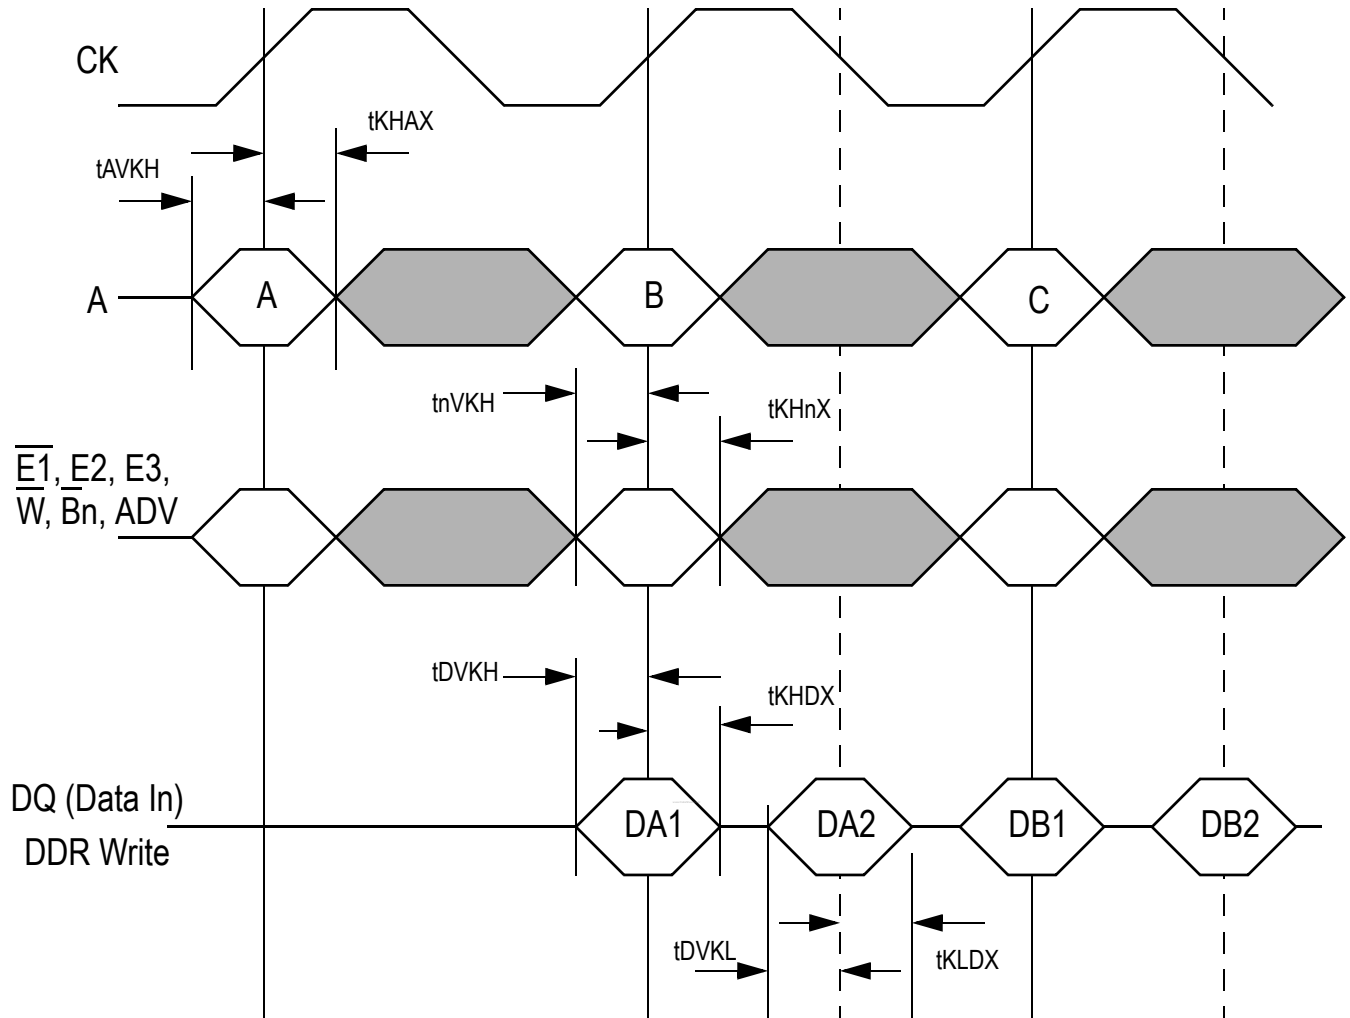 CK
tKHAX
tAVKH
A
A
B
C
tnVKH
tKHnX
E1, E2, E3,
W, Bn, ADV
tDVKH
tKHDX
DQ (Data In)
DDR Write
DA1
DA2
DB1
DB2
tDVKL
tKLDX